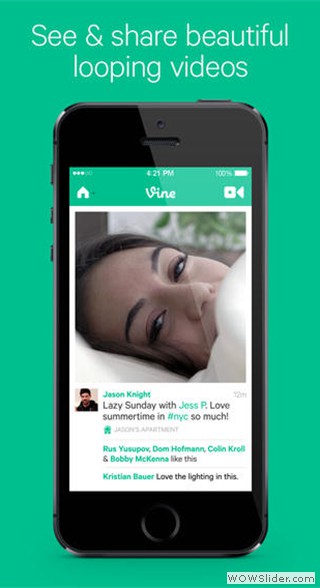 See & share beautiful
looping videos
4:21 PM 100%
Vine
Jason Knight 12m
Lazy Sunday with Jess P. Love
summertime in #nyc so much!
JASON'S APARTMENT
Rus Yusupov, Dom Hofmann, Colin Kroll
& Bobby McKenna like this
Kristian Bauer Love the lighting in this.
WOWSlider.com